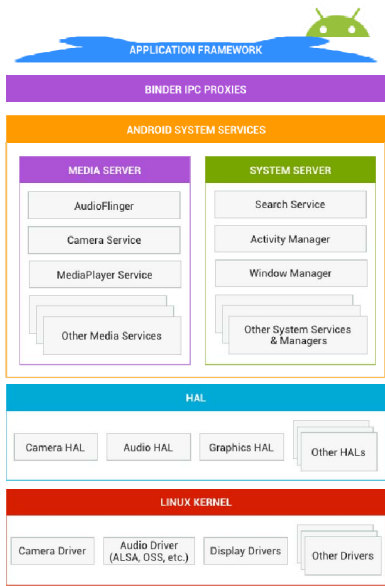 APPLICATION FRAMEWORK
BINDER IPC PROXIES
ANDROID SYSTEM SERVICES
MEDIA SERVER
AudioFlinger
Camera Service
MediaPlayer Service
Other Media Services
SYSTEM SERVER
Search Service
Activity Manager
Window Manager
Other System Services
& Managers
HAL
Camera HAL
Audio HAL
Graphics HAL
Other HALs
LINUX KERNEL
Camera Driver
Audio Driver
(ALSA, OSS, etc.)
Display Drivers
Other Drivers